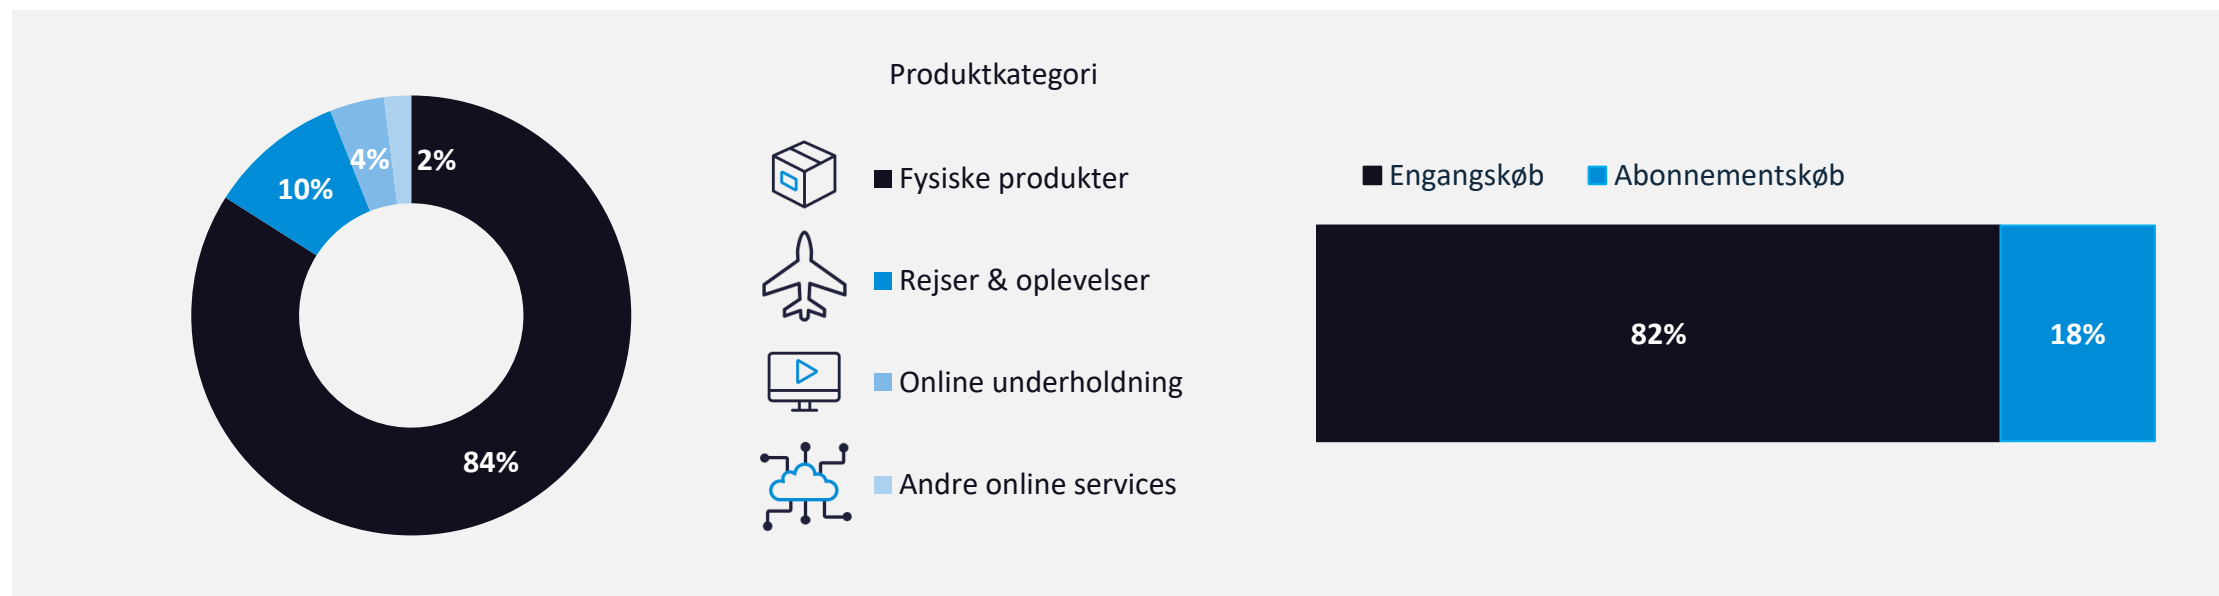 10%
4%
2%
84%
Produktkategori
Fysiske produkter
Rejser & oplevelser
Online underholdning
Andre online services
Engangskøb
Abonnementskøb
82%
18%